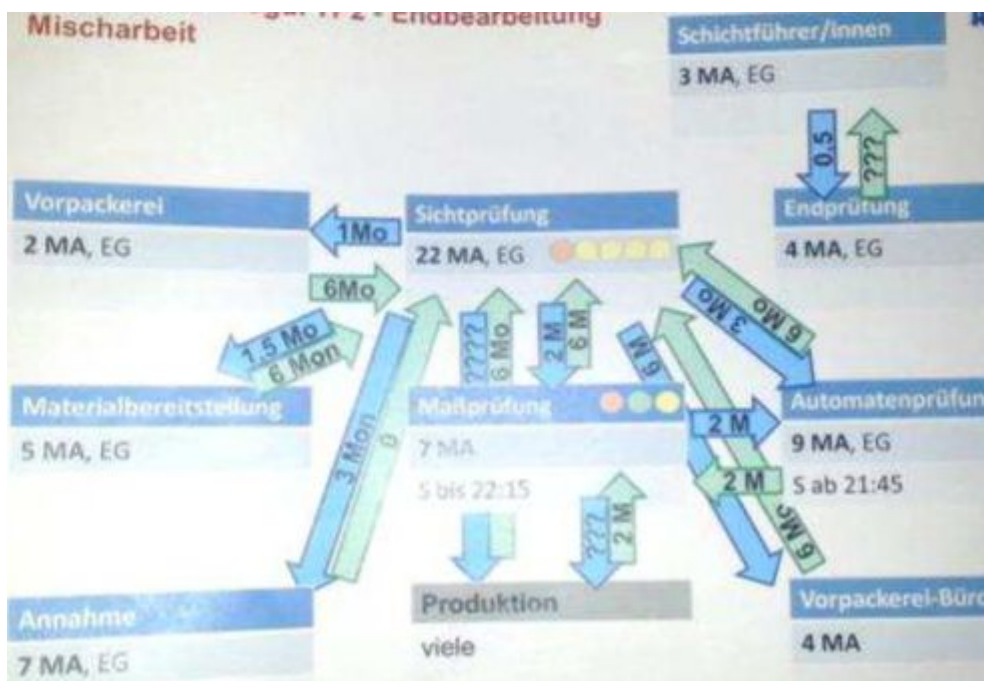 Mischarbeit
Endbearbeitung
Schichtführer/innen
3 MA, EG
0.5
???
Vorpackerei
2 MA, EG
1Mo
6Mo
Sichtprüfung
22 MA, EG
Endprüfung
4 MA, EG
1.5 Mo
6 Mon
3 Mon
0
????
6 Mo
2 M
6 M
6 M
3 Mo
6 Mo
Materialbereitstellung
5 MA, EG
Maßprüfung
7 MA
S bis 22:15
2 M
2 M
Automatenprüfun
9 MA, EG
S ab 21:45
???
2 M
6 Mo
Annahme
7 MA, EG
Produktion
viele
Vorpackerei-Büro
4 MA